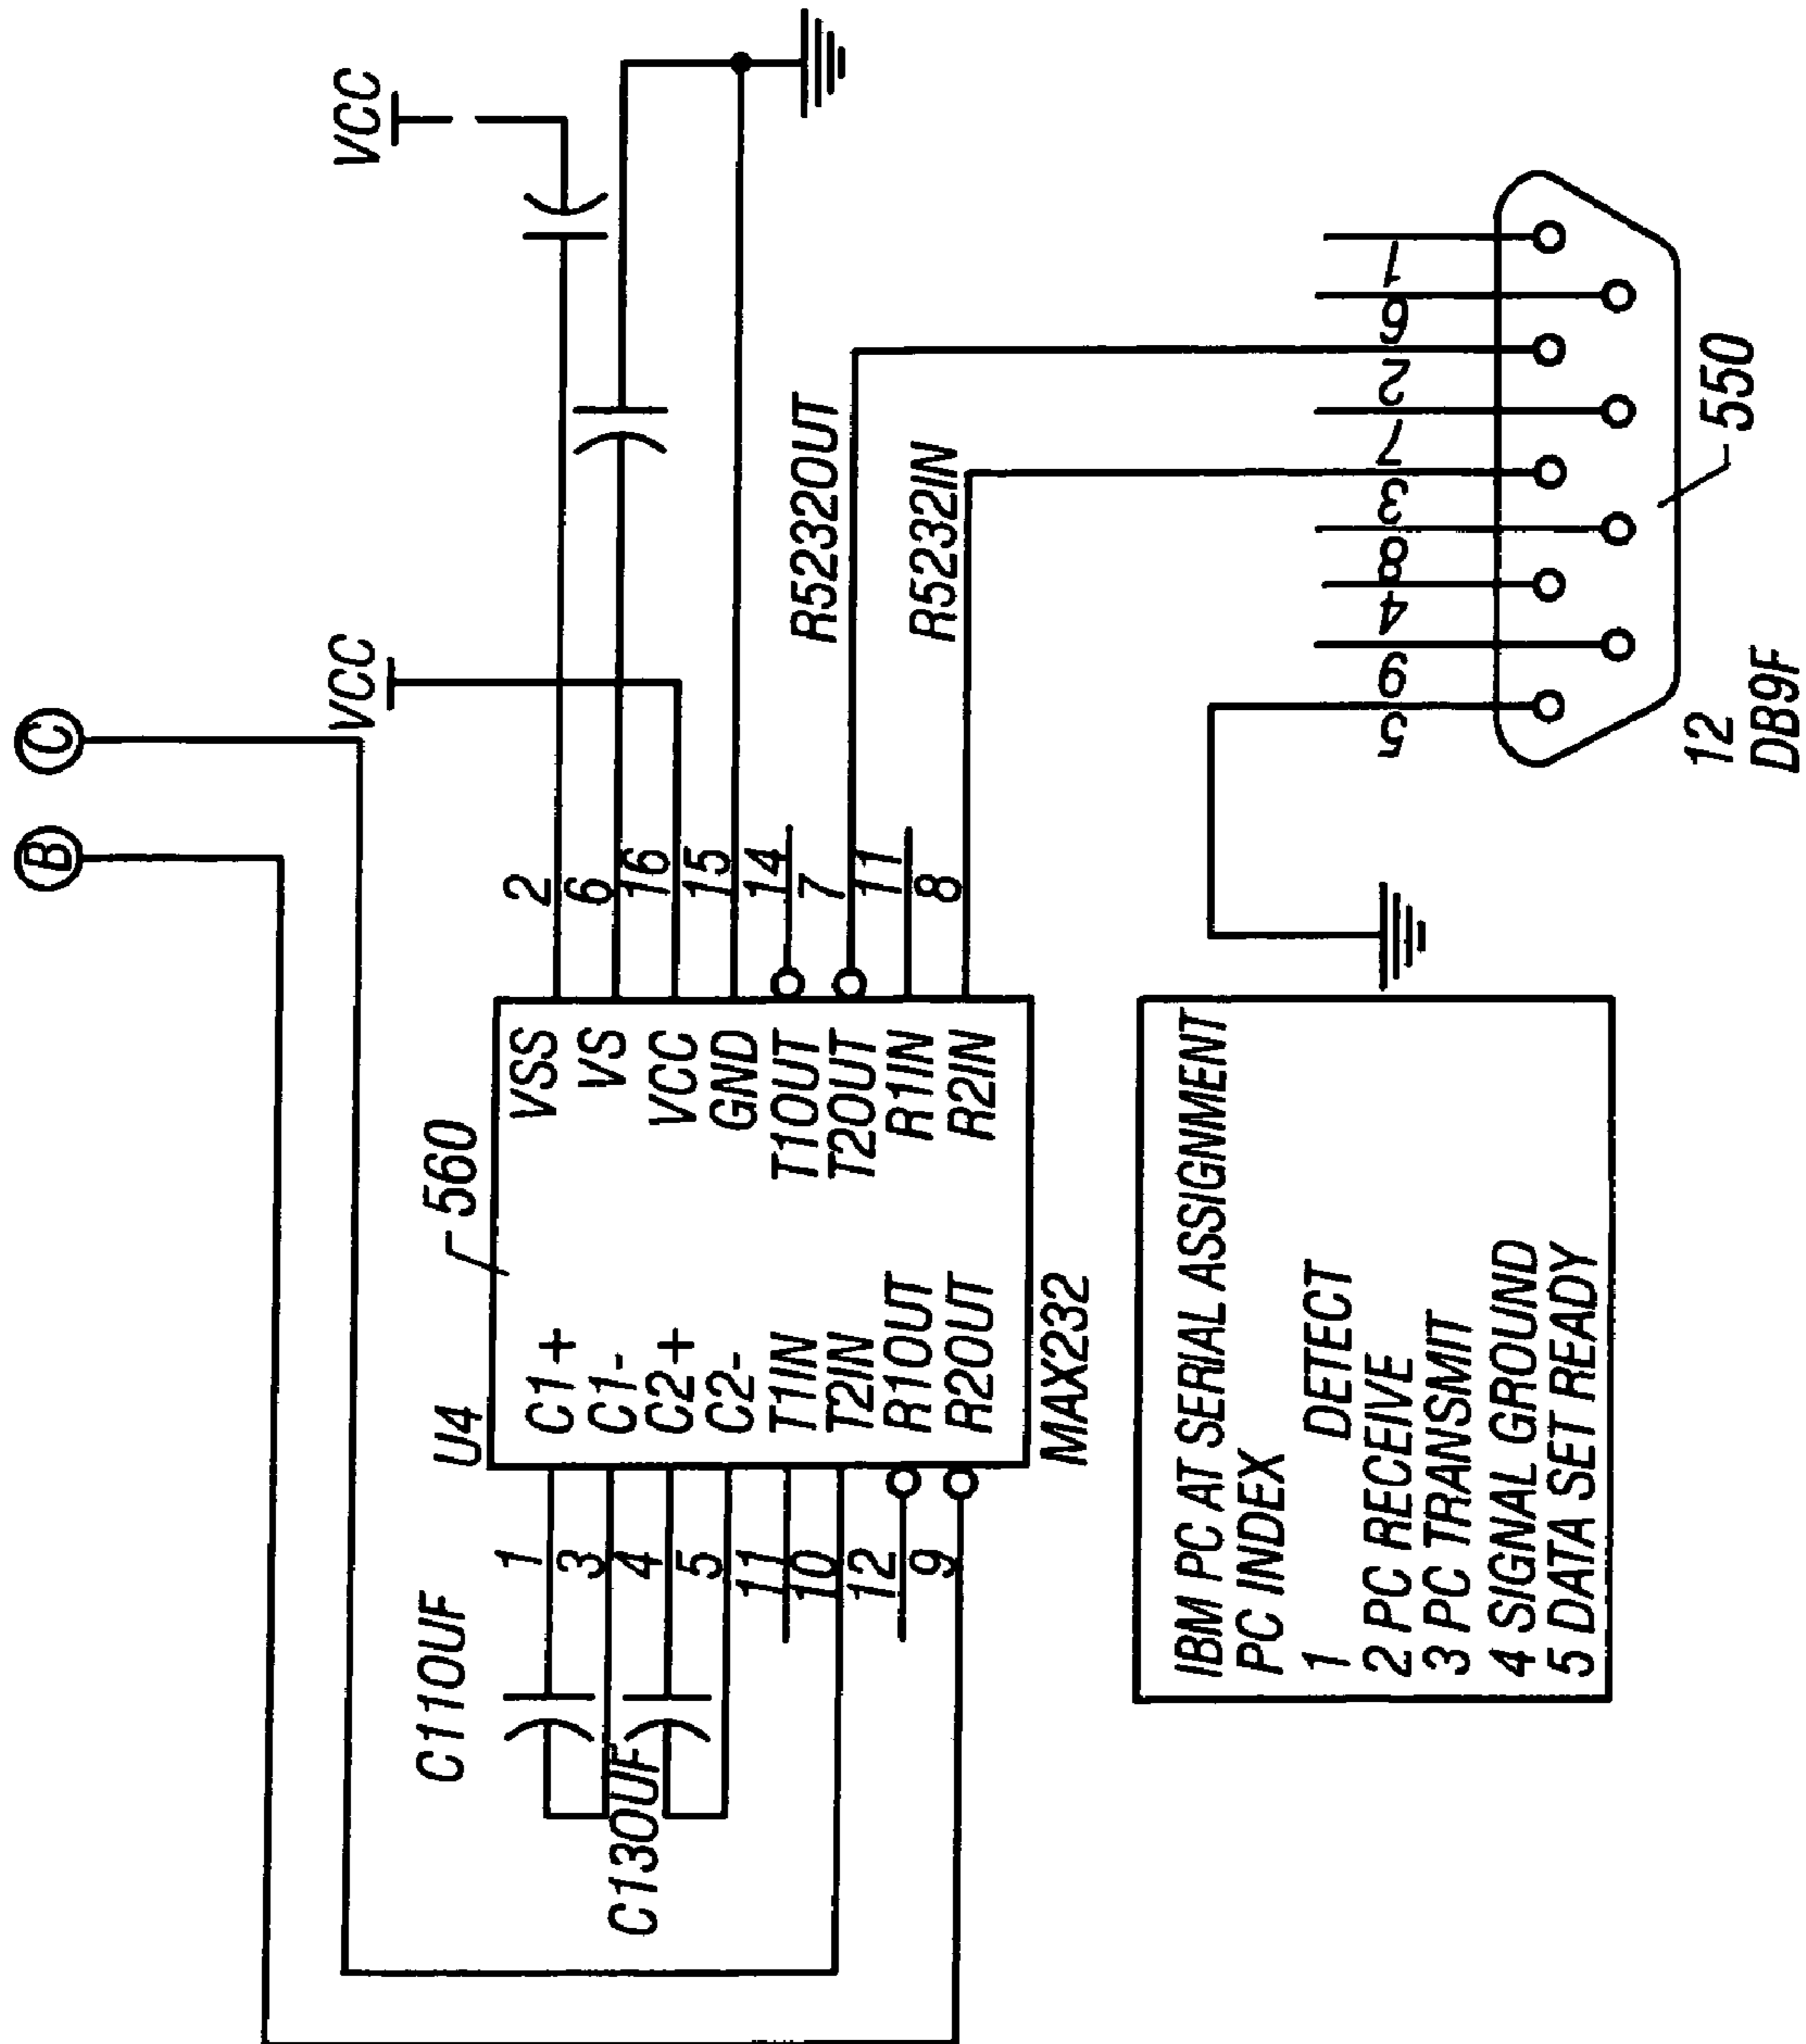 B
C
VCC
VCC
C110UF
C130UF
U4
560
1
3
4
5
11
10
12
9
C1+
C1-
C2+
C2-
T1IN
T2IN
R1OUT
R2OUT
VSS
VS
VCC
GND
T1OUT
T2OUT
R1IN
R2IN
2
6
16
15
14
7
11
8
MAX232
R5232OUT
R5232IN
IBM PC AT SERIAL ASSIGNMENT
PC INDEX
1 DETECT
2 PC RECEIVE
3 PC TRANSMIT
4 SIGNAL GROUND
5 DATA SET READY
5
9
4
8
3
7
2
6
1
550
12
DB9F